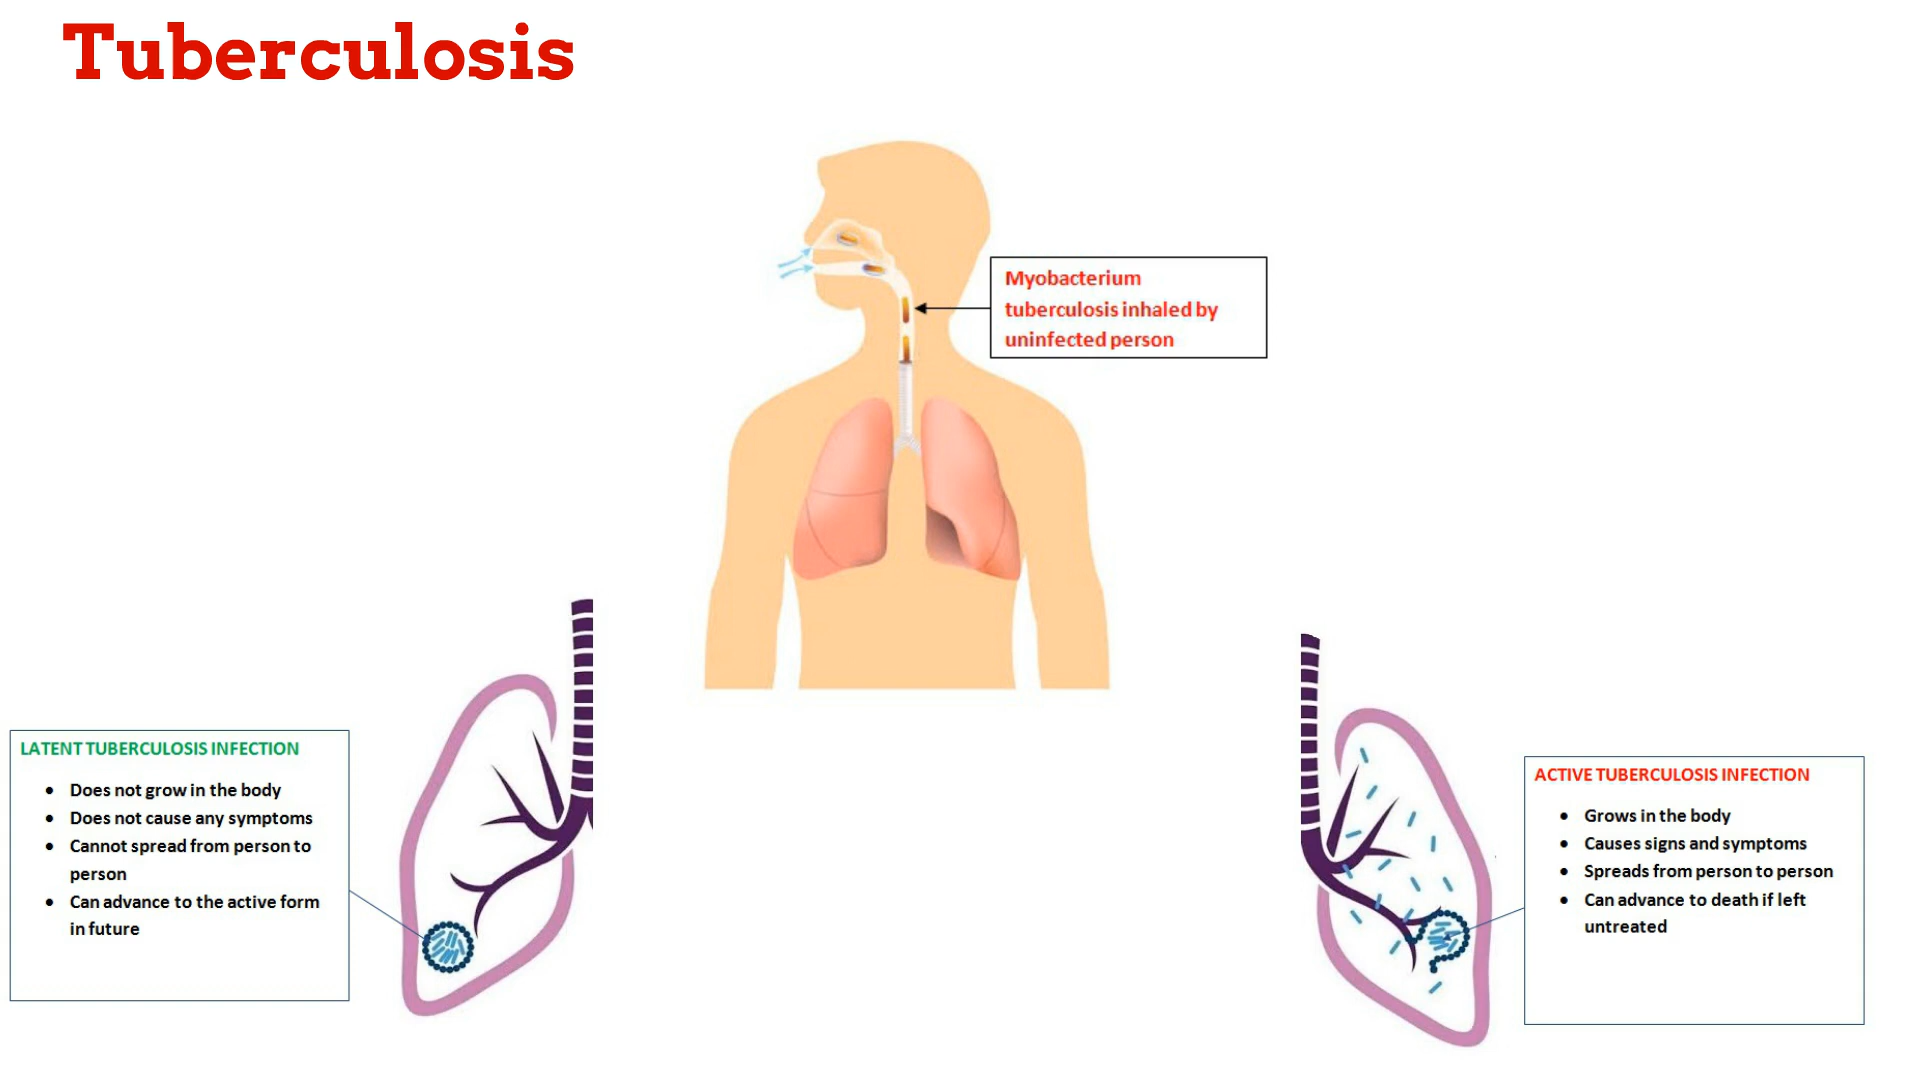 Tuberculosis
Myobacterium
tuberculosis inhaled by
uninfected person
LATENT TUBERCULOSIS INFECTION
• Does not grow in the body
• Does not cause any symptoms
• Cannot spread from person to
person
• Can advance to the active form
in future
ACTIVE TUBERCULOSIS INFECTION
• Grows in the body
• Causes signs and symptoms
• Spreads from person to person
• Can advance to death if left
untreated